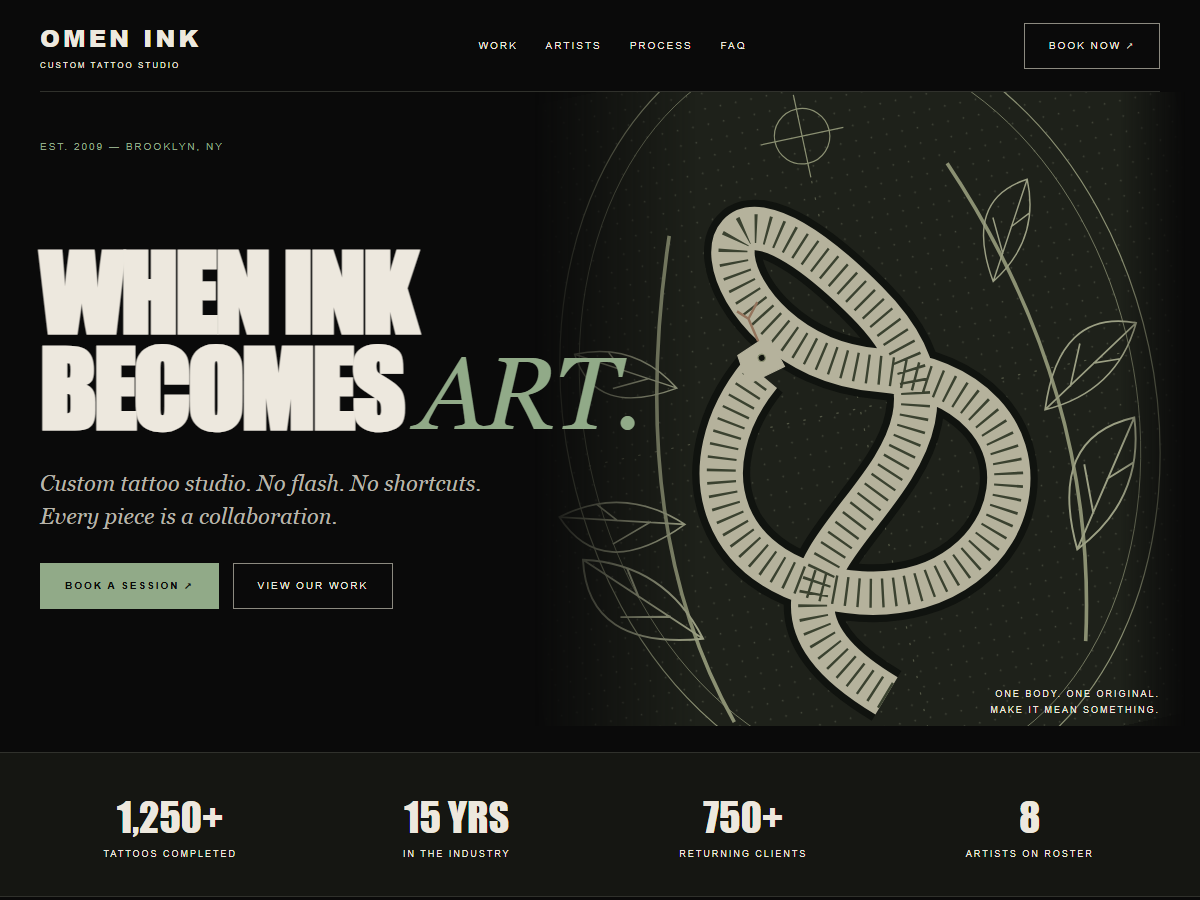 OMEN INK
CUSTOM TATTOO STUDIO
WORK
ARTISTS
PROCESS
FAQ
BOOK NOW ↗
EST. 2009 — BROOKLYN, NY
WHEN INK
BECOMES ART.
Custom tattoo studio. No flash. No shortcuts.
Every piece is a collaboration.
BOOK A SESSION ↗
VIEW OUR WORK
ONE BODY. ONE ORIGINAL.
MAKE IT MEAN SOMETHING.
1,250+
TATTOOS COMPLETED
15 YRS
IN THE INDUSTRY
750+
RETURNING CLIENTS
8
ARTISTS ON ROSTER